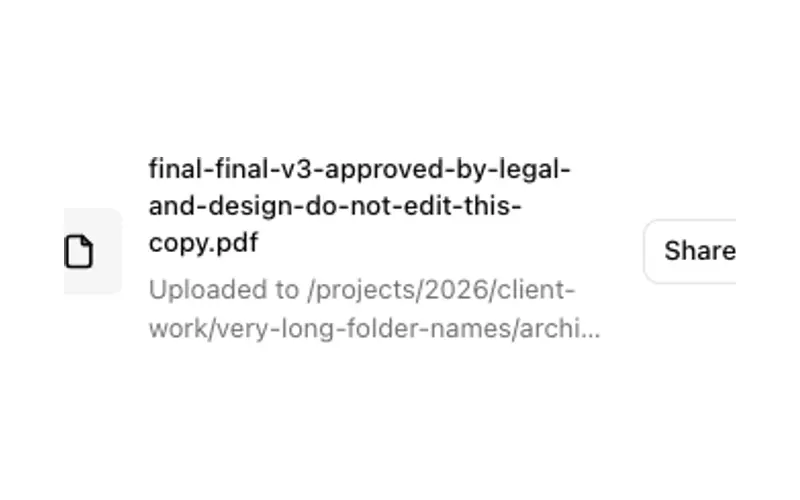 final-final-v3-approved-by-legal-
and-design-do-not-edit-this-
copy.pdf
Uploaded to /projects/2026/client-
work/very-long-folder-names/archi...
Share